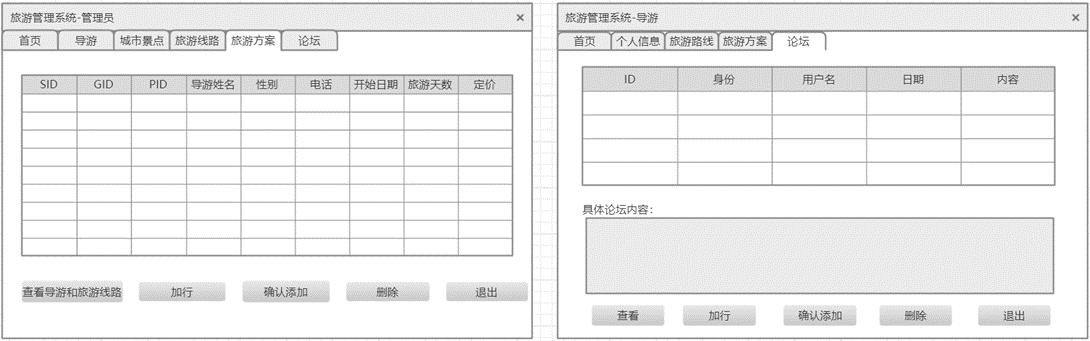 旅游管理系统-管理员 ×
首页 导游 城市景点 旅游线路 旅游方案 论坛
SID GID PID 导游姓名 性别 电话 开始日期 旅游天数 定价
查看导游和旅游线路 加行 确认添加 删除 退出
旅游管理系统-导游 ×
首页 个人信息 旅游路线 旅游方案 论坛
ID 身份 用户名 日期 内容
具体论坛内容:
查看 加行 确认添加 删除 退出